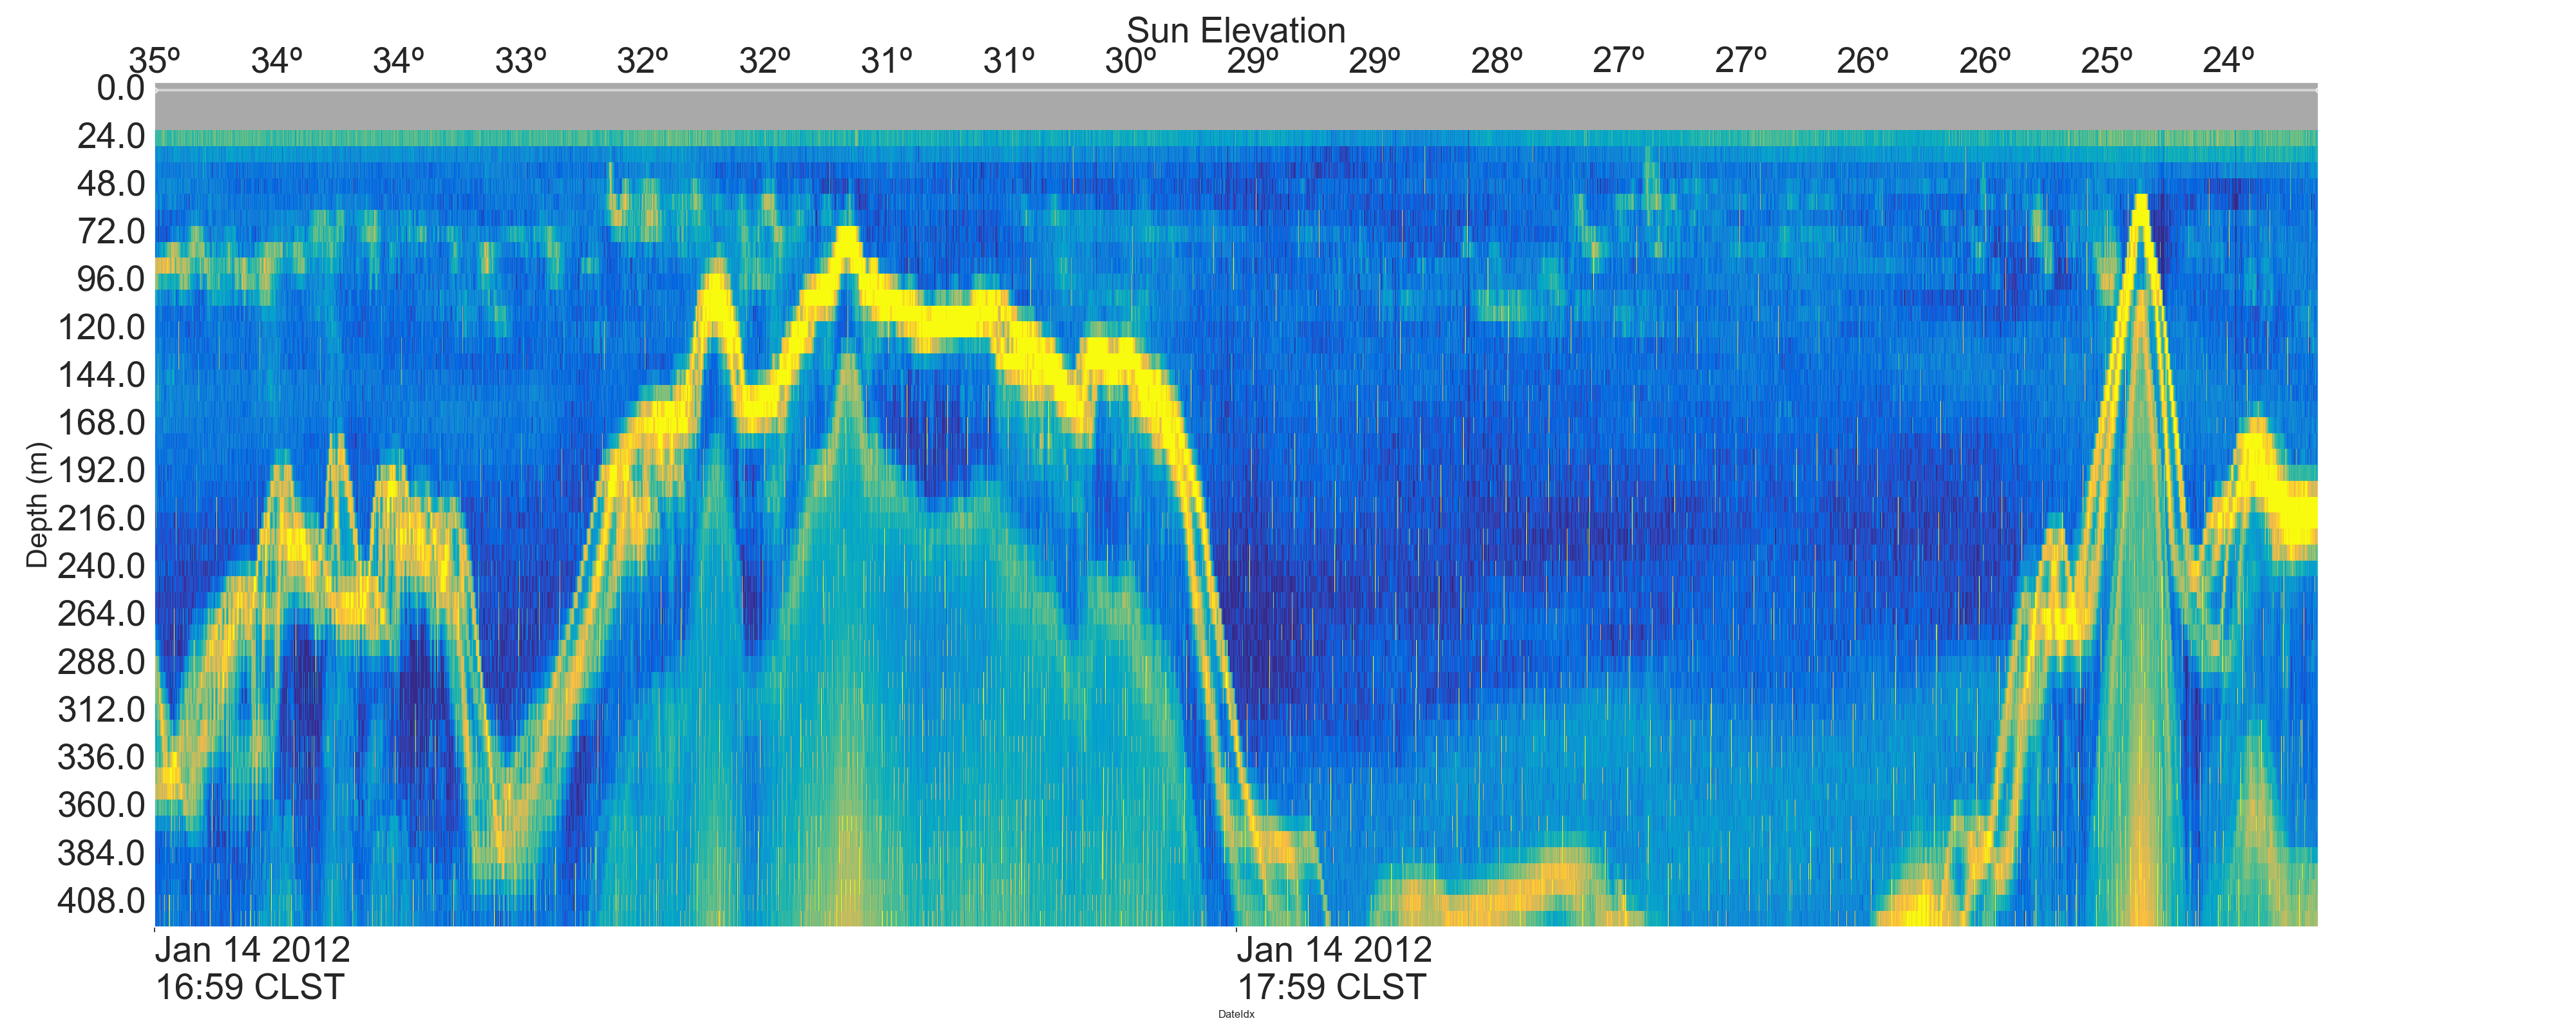 Sun Elevation
35º 34º 34º 33º 32º 32º 31º 31º 30º 29º 29º 28º 27º 27º 26º 26º 25º 24º
0.0
24.0
48.0
72.0
96.0
120.0
144.0
168.0
192.0
216.0
240.0
264.0
288.0
312.0
336.0
360.0
384.0
408.0
Depth (m)
Jan 14 2012
16:59 CLST
Jan 14 2012
17:59 CLST
DateIdx